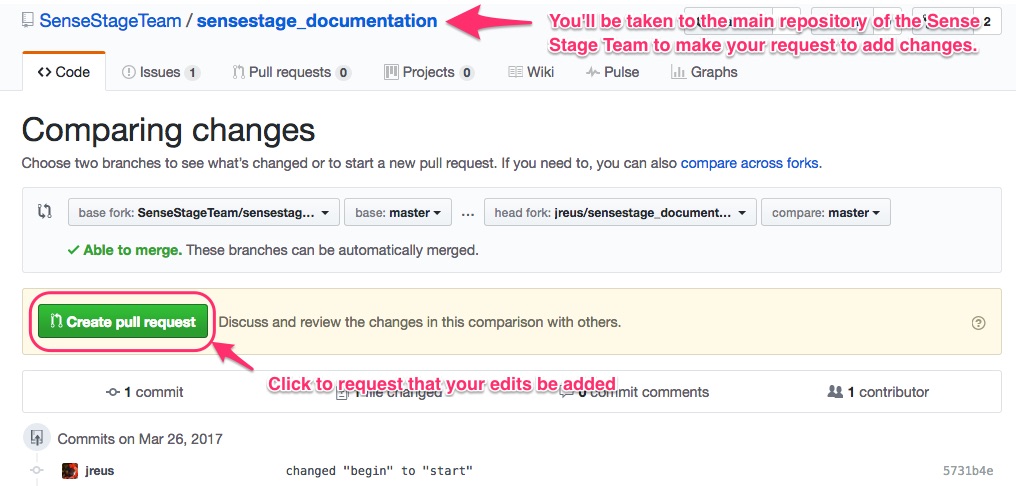 SenseStageTeam / sensestage_documentation
You'll be taken to the main repository of the Sense
Stage Team to make your request to add changes.
2
Code
Issues 1
Pull requests 0
Projects 0
Wiki
Pulse
Graphs
Comparing changes
Choose two branches to see what's changed or to start a new pull request. If you need to, you can also compare across forks.
base fork: SenseStageTeam/sensestag... base: master ... head fork: jreus/sensestage_document... compare: master
Able to merge. These branches can be automatically merged.
Create pull request Discuss and review the changes in this comparison with others.
Click to request that your edits be added
1 commit 1 file changed 0 commit comments 1 contributor
Commits on Mar 26, 2017
jreus changed "begin" to "start" 5731b4e